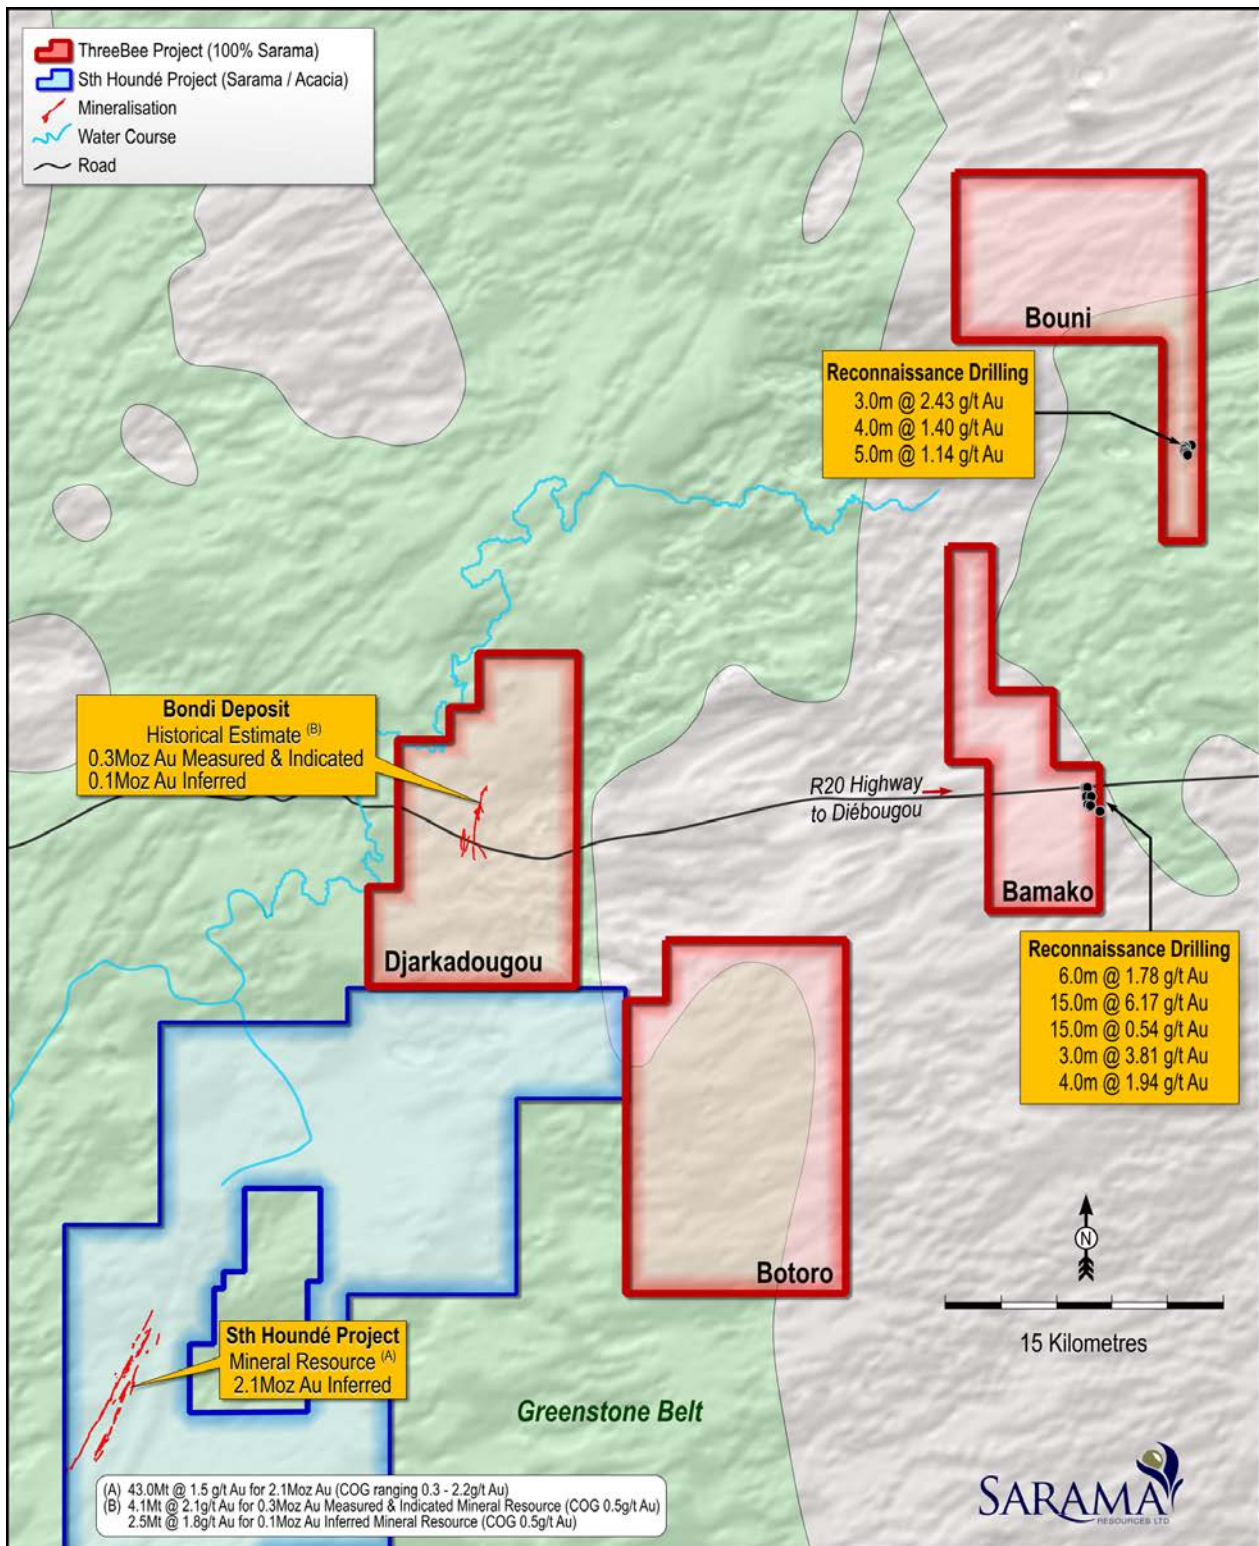 ThreeBee Project (100% Sarama)
Sth Houndé Project (Sarama / Acacia)
Mineralisation
Water Course
Road
Bouni
Reconnaissance Drilling
3.0m @ 2.43 g/t Au
4.0m @ 1.40 g/t Au
5.0m @ 1.14 g/t Au
Bondi Deposit
Historical Estimate (B)
0.3Moz Au Measured & Indicated
0.1Moz Au Inferred
R20 Highway
to Diébougou
Bamako
Djarkadougou
Reconnaissance Drilling
6.0m @ 1.78 g/t Au
15.0m @ 6.17 g/t Au
15.0m @ 0.54 g/t Au
3.0m @ 3.81 g/t Au
4.0m @ 1.94 g/t Au
N
Botoro
15 Kilometres
Sth Houndé Project
Mineral Resource (A)
2.1Moz Au Inferred
Greenstone Belt
(A) 43.0Mt @ 1.5 g/t Au for 2.1Moz Au (COG ranging 0.3 - 2.2g/t Au)
(B) 4.1Mt @ 2.1g/t Au for 0.3Moz Au Measured & Indicated Mineral Resource (COG 0.5g/t Au)
2.5Mt @ 1.8g/t Au for 0.1Moz Au Inferred Mineral Resource (COG 0.5g/t Au)
SARAMA
RESOURCES LTD